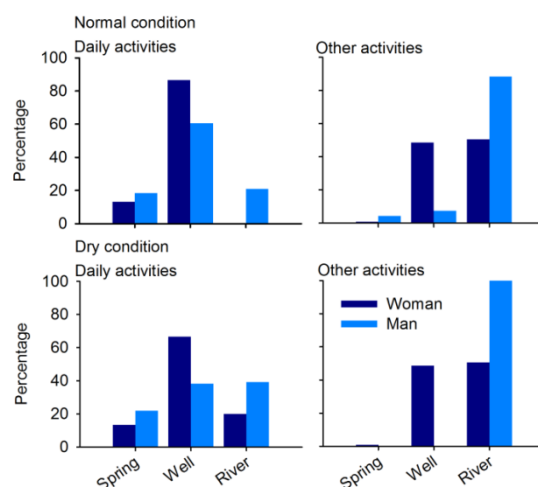 Normal condition
Daily activities
Other activities
Percentage
100
80
60
40
20
0
Dry condition
Daily activities
Other activities
Percentage
100
80
60
40
20
0
Woman
Man
Spring
Well
River
Spring
Well
River